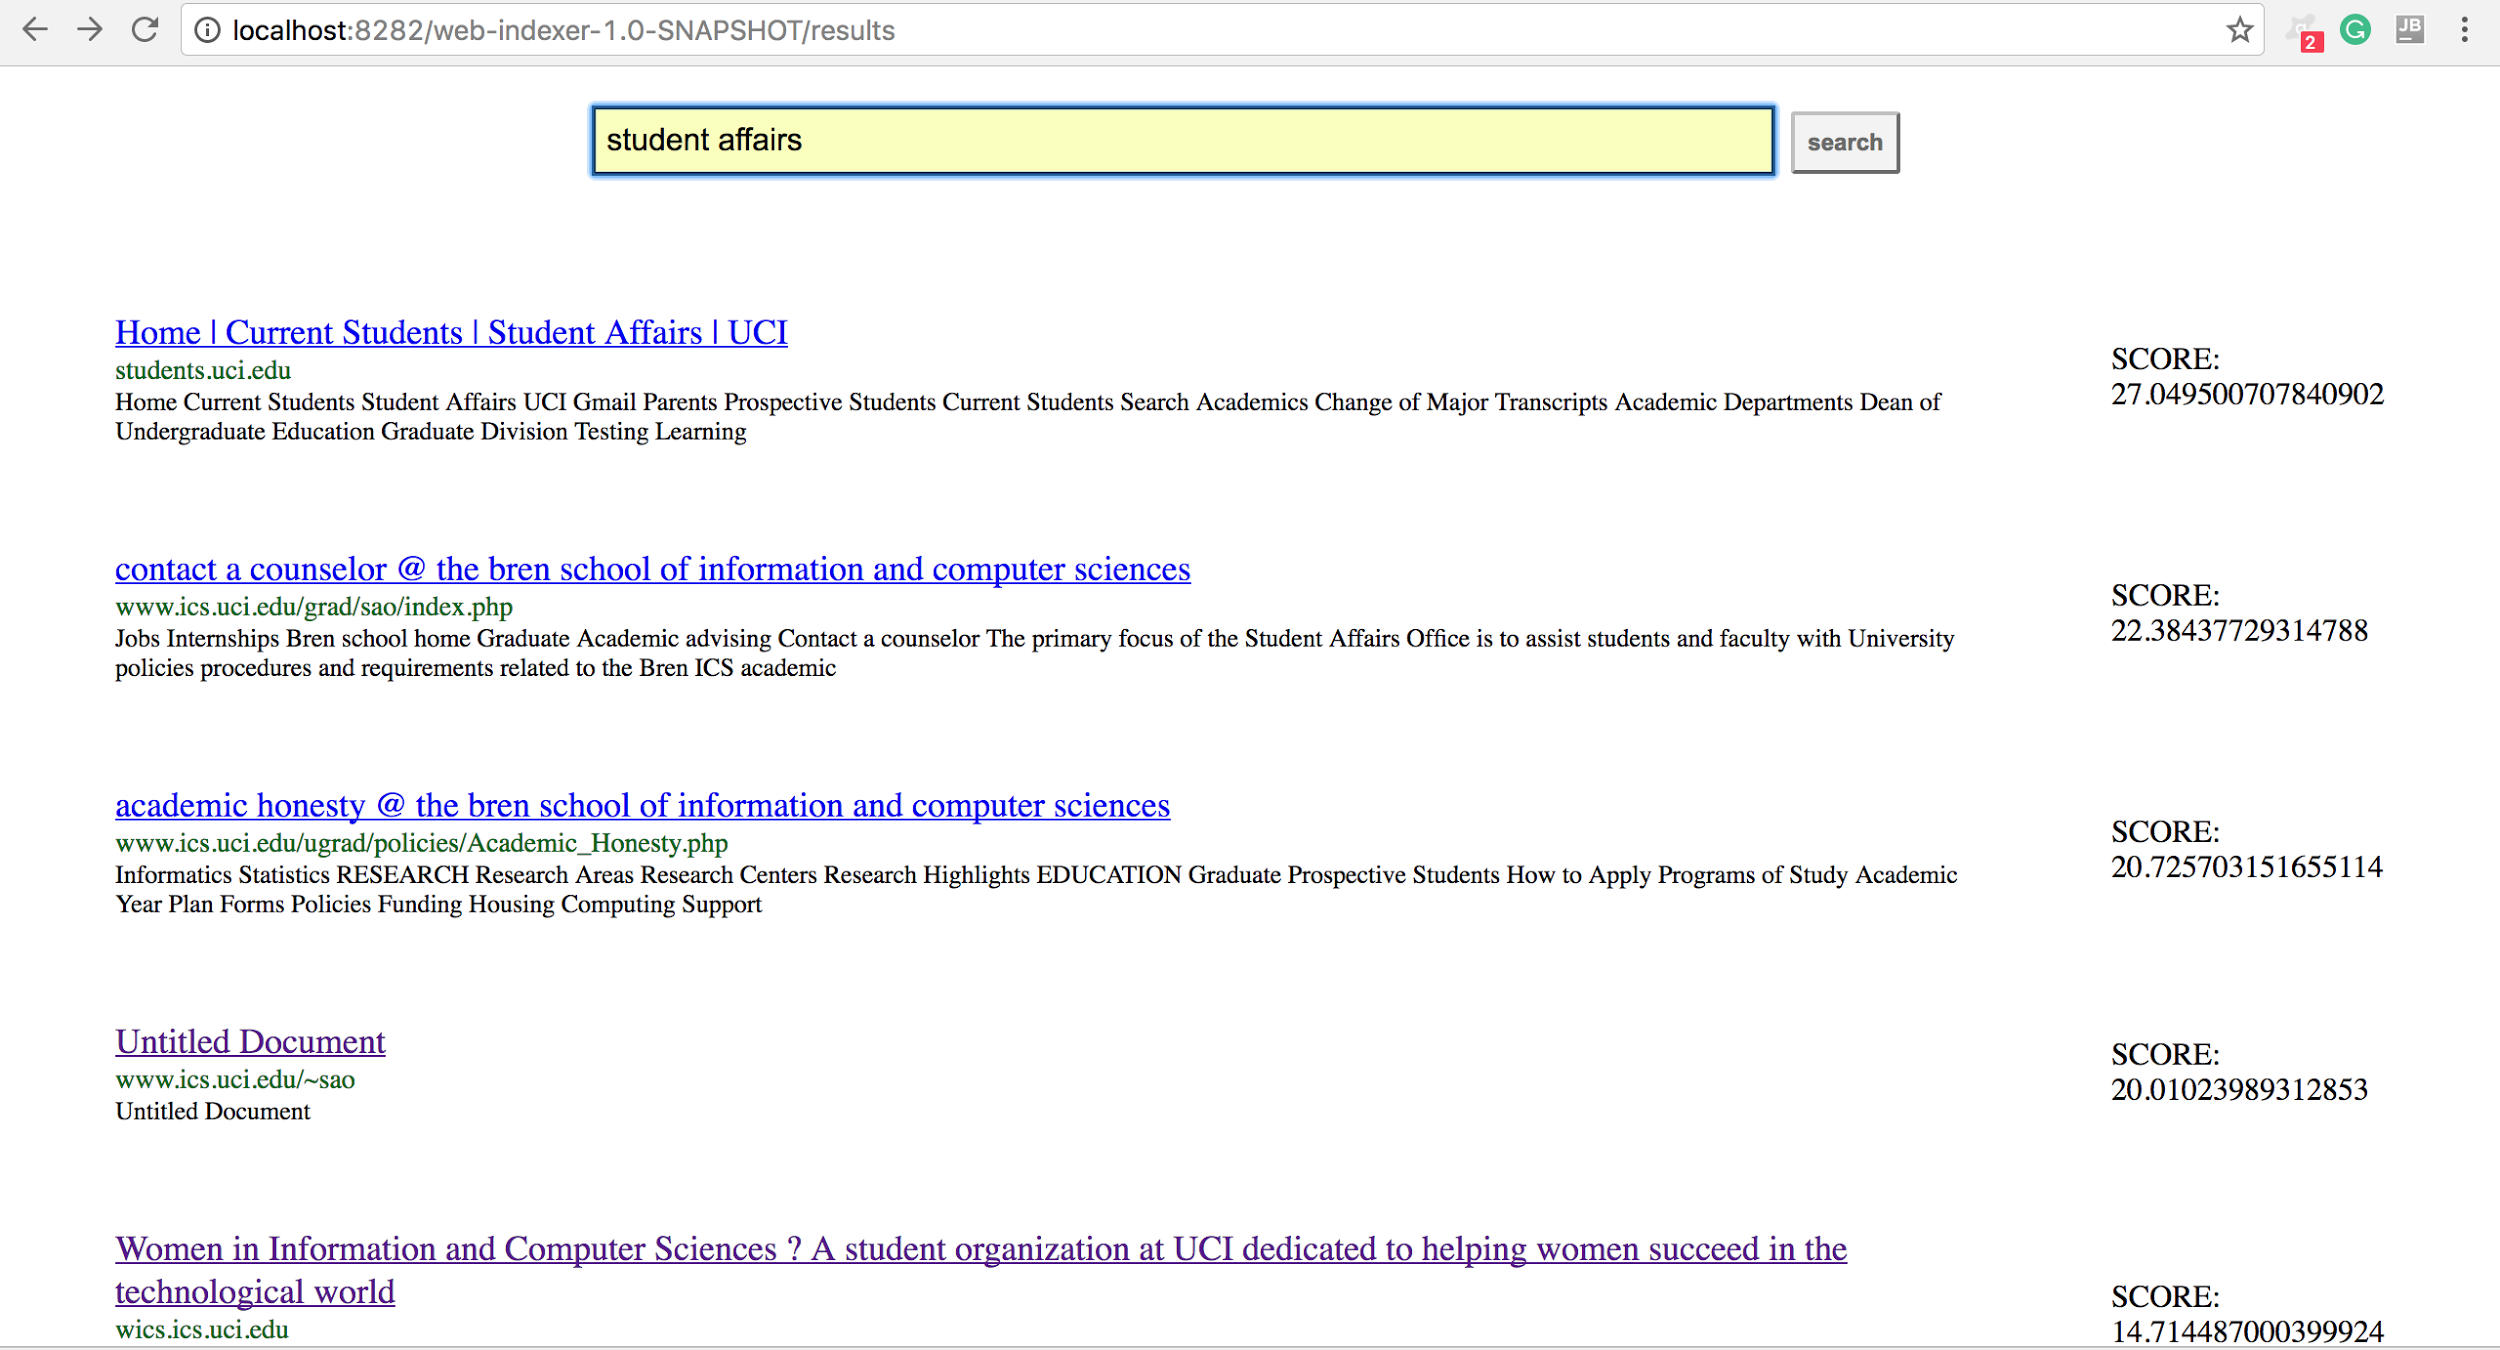 localhost:8282/web-indexer-1.0-SNAPSHOT/results
2
G
JB
student affairs
search
Home | Current Students | Student Affairs | UCI
students.uci.edu
Home Current Students Student Affairs UCI Gmail Parents Prospective Students Current Students Search Academics Change of Major Transcripts Academic Departments Dean of
Undergraduate Education Graduate Division Testing Learning
SCORE:
27.049500707840902
contact a counselor @ the bren school of information and computer sciences
www.ics.uci.edu/grad/sao/index.php
Jobs Internships Bren school home Graduate Academic advising Contact a counselor The primary focus of the Student Affairs Office is to assist students and faculty with University
policies procedures and requirements related to the Bren ICS academic
SCORE:
22.38437729314788
academic honesty @ the bren school of information and computer sciences
www.ics.uci.edu/ugrad/policies/Academic_Honesty.php
Informatics Statistics RESEARCH Research Areas Research Centers Research Highlights EDUCATION Graduate Prospective Students How to Apply Programs of Study Academic
Year Plan Forms Policies Funding Housing Computing Support
SCORE:
20.725703151655114
Untitled Document
www.ics.uci.edu/~sao
Untitled Document
SCORE:
20.01023989312853
Women in Information and Computer Sciences ? A student organization at UCI dedicated to helping women succeed in the
technological world
wics.ics.uci.edu
SCORE:
14.714487000399924